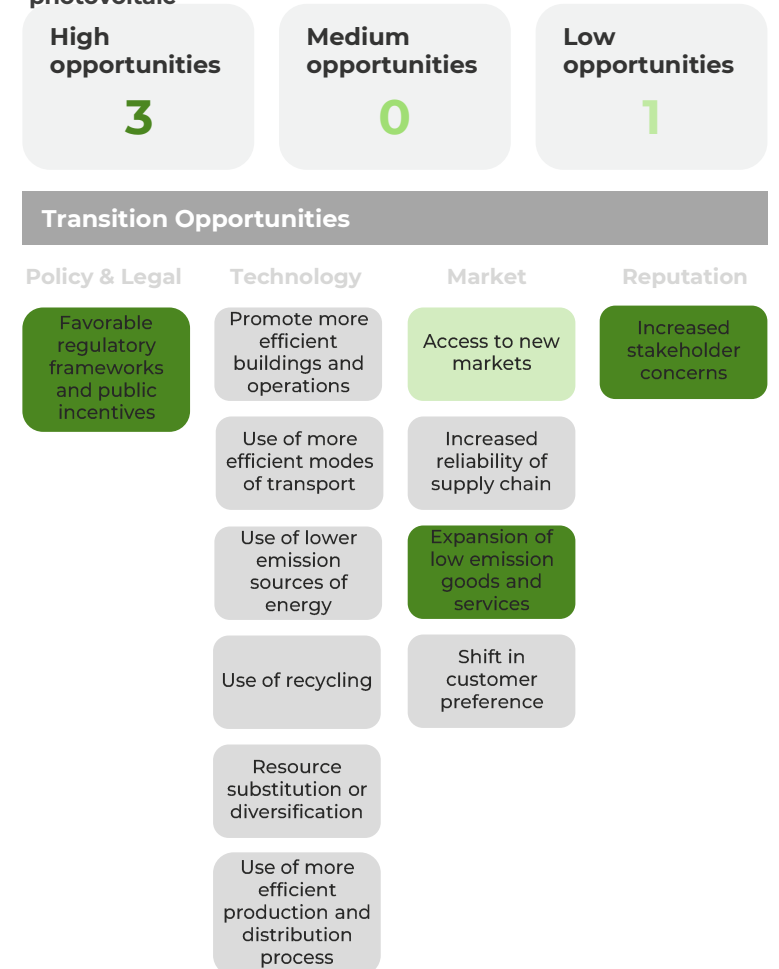 photovoltaic
High
opportunities
3
Medium
opportunities
0
Low
opportunities
1
Transition Opportunities
Policy & Legal
Favorable
regulatory
frameworks
and public
incentives
Technology
Promote more
efficient
buildings and
operations
Use of more
efficient modes
of transport
Use of lower
emission
sources of
energy
Use of recycling
Resource
substitution or
diversification
Use of more
efficient
production and
distribution
process
Market
Access to new
markets
Increased
reliability of
supply chain
Expansion of
low emission
goods and
services
Shift in
customer
preference
Reputation
Increased
stakeholder
concerns